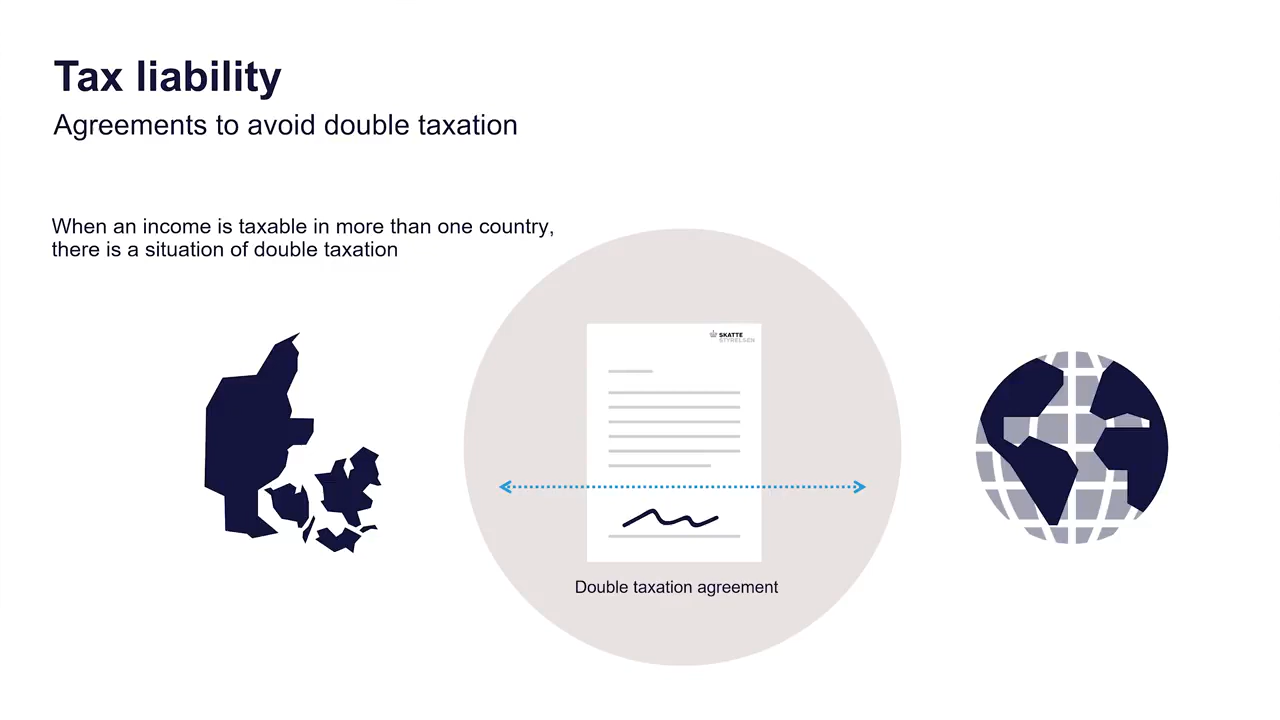 Tax liability
Agreements to avoid double taxation
When an income is taxable in more than one country,
there is a situation of double taxation
SKATTE
STYRELSEN
Double taxation agreement